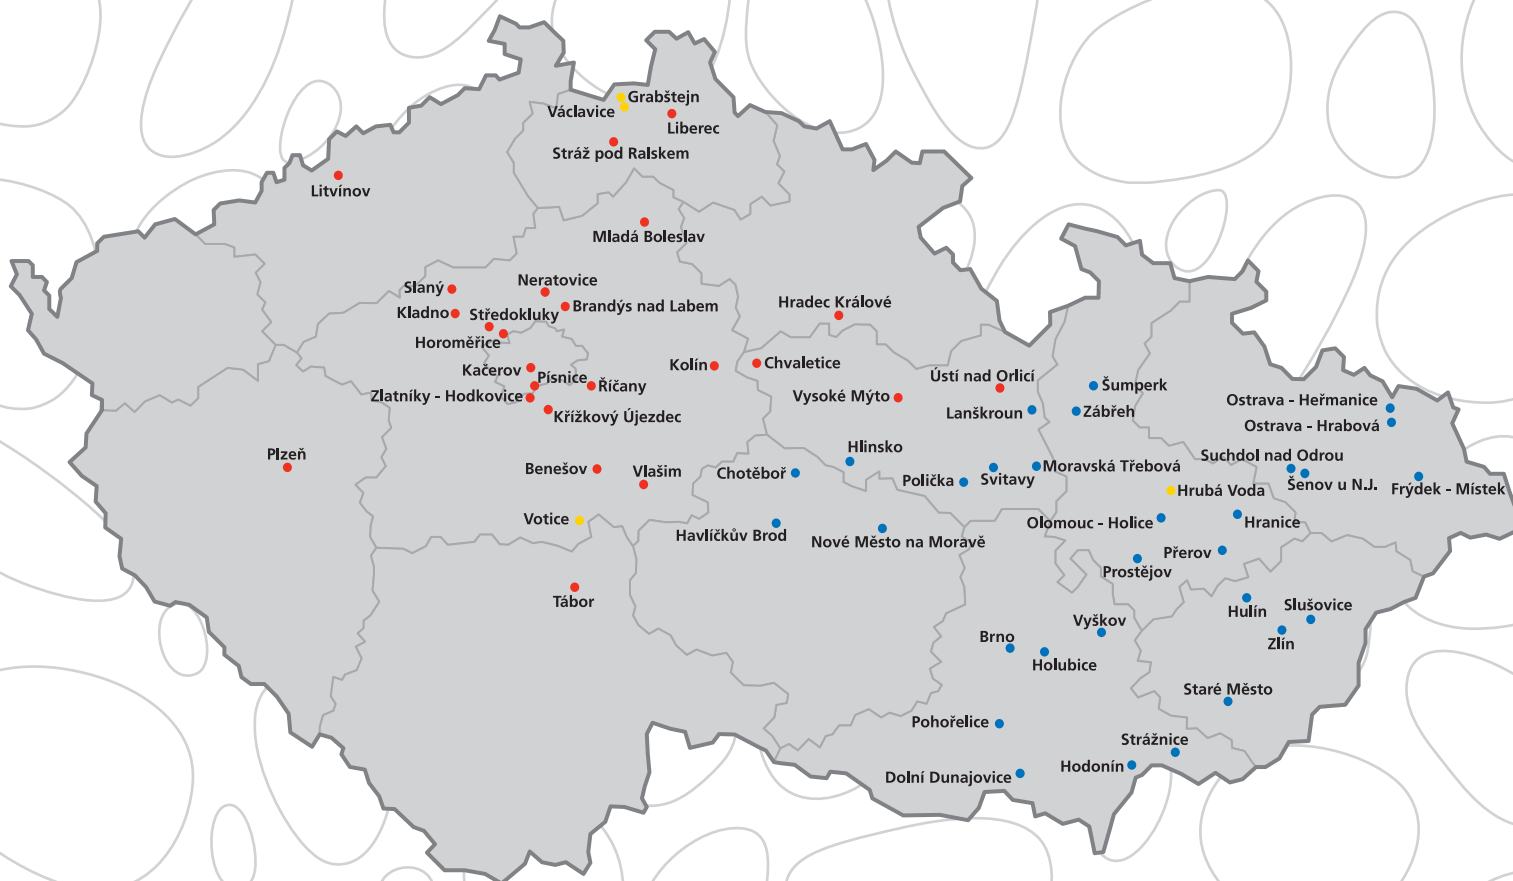 Grabštejn
Václavice
Liberec
Stráž pod Ralskem
Litvínov
Mladá Boleslav
Neratovice
Slaný
Brandýs nad Labem
Hradec Králové
Kladno
Středokluky
Horoměřice
Kačerov
Kolín
Chvaletice
Písnice
Říčany
Ústí nad Orlicí
Šumperk
Zlatníky - Hodkovice
Vysoké Mýto
Ostrava - Heřmanice
Křížkový Újezdec
Lanškroun
Zábřeh
Ostrava - Hrabová
Plzeň
Hlinsko
Suchdol nad Odrou
Benešov
Vlašim
Chotěboř
Moravská Třebová
Polička
Svitavy
Šenov u N.J.
Frýdek - Místek
Hrubá Voda
Votice
Olomouc - Holice
Hranice
Havlíčkův Brod
Nové Město na Moravě
Přerov
Prostějov
Tábor
Hulín
Slušovice
Vyškov
Brno
Zlín
Holubice
Staré Město
Pohořelice
Strážnice
Hodonín
Dolní Dunajovice